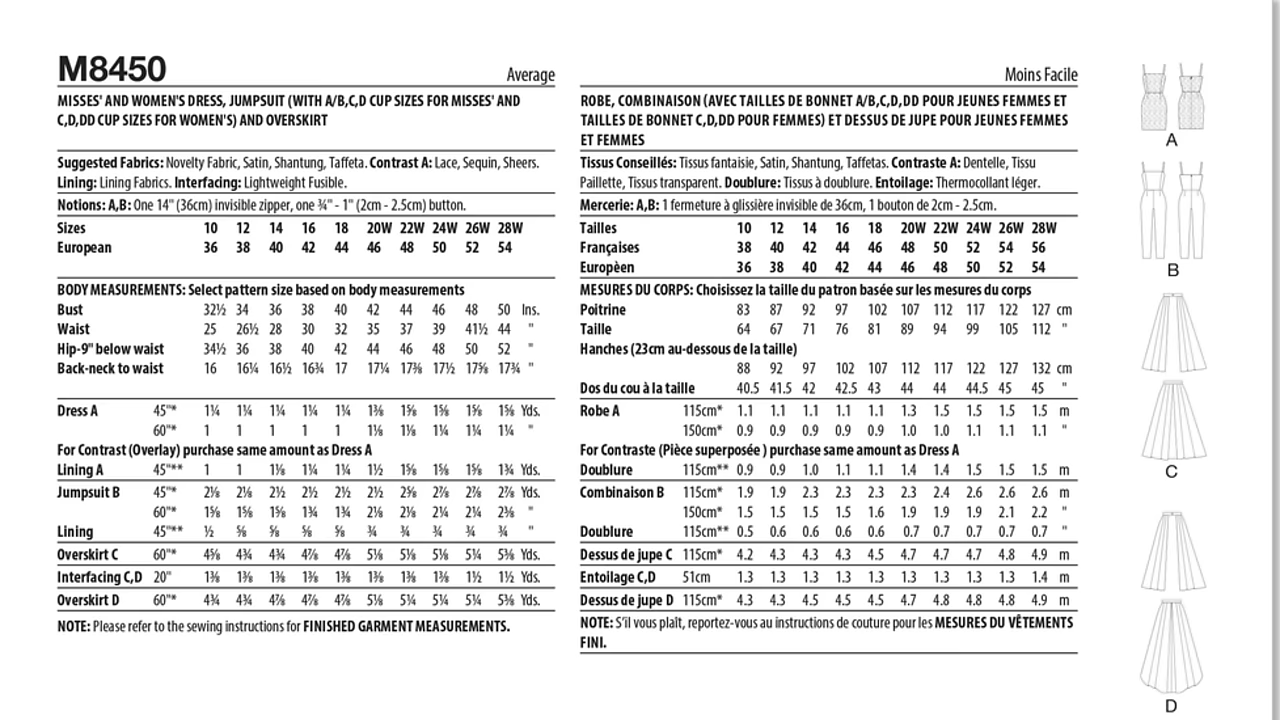 M8450
Average
MISSES' AND WOMEN'S DRESS, JUMPSUIT (WITH A/B,C,D CUP SIZES FOR MISSES' AND
C,D,DD CUP SIZES FOR WOMEN'S) AND OVERSKIRT
Suggested Fabrics: Novelty Fabric, Satin, Shantung, Taffeta. Contrast A: Lace, Sequin, Sheers.
Lining: Lining Fabrics. Interfacing: Lightweight Fusible.
Notions: A,B: One 14" (36cm) invisible zipper, one ¾" - 1" (2cm - 2.5cm) button.
Sizes 10 12 14 16 18 20W 22W 24W 26W 28W
European 36 38 40 42 44 46 48 50 52 54
BODY MEASUREMENTS: Select pattern size based on body measurements
Bust 32½ 34 36 38 40 42 44 46 48 50 Ins.
Waist 25 26½ 28 30 32 35 37 39 41½ 44 "
Hip-9" below waist 34½ 36 38 40 42 44 46 48 50 52 "
Back-neck to waist 16 16¼ 16½ 16¾ 17 17¼ 17⅜ 17½ 17⅝ 17¾ "
Dress A 45"* 1¼ 1¼ 1¼ 1¼ 1¼ 1⅜ 1⅝ 1⅝ 1⅝ 1⅝ Yds.
60"* 1 1 1 1 1 1⅛ 1⅛ 1¼ 1¼ 1¼ "
For Contrast (Overlay) purchase same amount as Dress A
Lining A 45"** 1 1 1⅛ 1¼ 1¼ 1½ 1⅝ 1⅝ 1⅝ 1¾ Yds.
Jumpsuit B 45"* 2⅛ 2⅛ 2½ 2½ 2½ 2½ 2⅝ 2⅞ 2⅞ 2⅞ Yds.
60"* 1⅝ 1⅝ 1⅝ 1¾ 1¾ 2⅛ 2⅛ 2¼ 2¼ 2⅜ "
Lining 45"** ½ ⅝ ⅝ ⅝ ⅝ ¾ ¾ ¾ ¾ ¾ "
Overskirt C 60"* 4⅝ 4¾ 4¾ 4⅞ 4⅞ 5⅛ 5⅛ 5⅛ 5¼ 5⅜ Yds.
Interfacing C,D 20" 1⅜ 1⅜ 1⅜ 1⅜ 1⅜ 1⅜ 1⅜ 1⅜ 1½ 1½ Yds.
Overskirt D 60"* 4¾ 4¾ 4⅞ 4⅞ 4⅞ 5⅛ 5¼ 5¼ 5¼ 5⅜ Yds.
NOTE: Please refer to the sewing instructions for FINISHED GARMENT MEASUREMENTS.
Moins Facile
ROBE, COMBINAISON (AVEC TAILLES DE BONNET A/B,C,D,DD POUR JEUNES FEMMES ET
TAILLES DE BONNET C,D,DD POUR FEMMES) ET DESSUS DE JUPE POUR JEUNES FEMMES
ET FEMMES
Tissus Conseillés: Tissus fantaisie, Satin, Shantung, Taffetas. Contraste A: Dentelle, Tissu
Paillette, Tissus transparent. Doublure: Tissus à doublure. Entoilage: Thermocollant léger.
Mercerie: A,B: 1 fermeture à glissière invisible de 36cm, 1 bouton de 2cm - 2.5cm.
Tailles 10 12 14 16 18 20W 22W 24W 26W 28W
Françaises 38 40 42 44 46 48 50 52 54 56
Europèen 36 38 40 42 44 46 48 50 52 54
MESURES DU CORPS: Choisissez la taille du patron basée sur les mesures du corps
Poitrine 83 87 92 97 102 107 112 117 122 127 cm
Taille 64 67 71 76 81 89 94 99 105 112 "
Hanches (23cm au-dessous de la taille)
88 92 97 102 107 112 117 122 127 132 cm
Dos du cou à la taille 40.5 41.5 42 42.5 43 44 44 44.5 45 45 "
Robe A 115cm* 1.1 1.1 1.1 1.1 1.1 1.3 1.5 1.5 1.5 1.5 m
150cm* 0.9 0.9 0.9 0.9 0.9 1.0 1.0 1.1 1.1 1.1 "
For Contraste (Pièce superposée ) purchase same amount as Dress A
Doublure 115cm** 0.9 0.9 1.0 1.1 1.1 1.4 1.4 1.5 1.5 1.5 m
Combinaison B 115cm* 1.9 1.9 2.3 2.3 2.3 2.3 2.4 2.6 2.6 2.6 m
150cm* 1.5 1.5 1.5 1.5 1.6 1.9 1.9 1.9 2.1 2.2 "
Doublure 115cm** 0.5 0.6 0.6 0.6 0.6 0.7 0.7 0.7 0.7 0.7 "
Dessus de jupe C 115cm* 4.2 4.3 4.3 4.3 4.5 4.7 4.7 4.7 4.8 4.9 m
Entoilage C,D 51cm 1.3 1.3 1.3 1.3 1.3 1.3 1.3 1.3 1.3 1.4 m
Dessus de jupe D 115cm* 4.3 4.3 4.5 4.5 4.5 4.7 4.8 4.8 4.8 4.9 m
NOTE: S'il vous plaît, reportez-vous au instructions de couture pour les MESURES DU VÊTEMENTS
FINI.
A
B
C
D